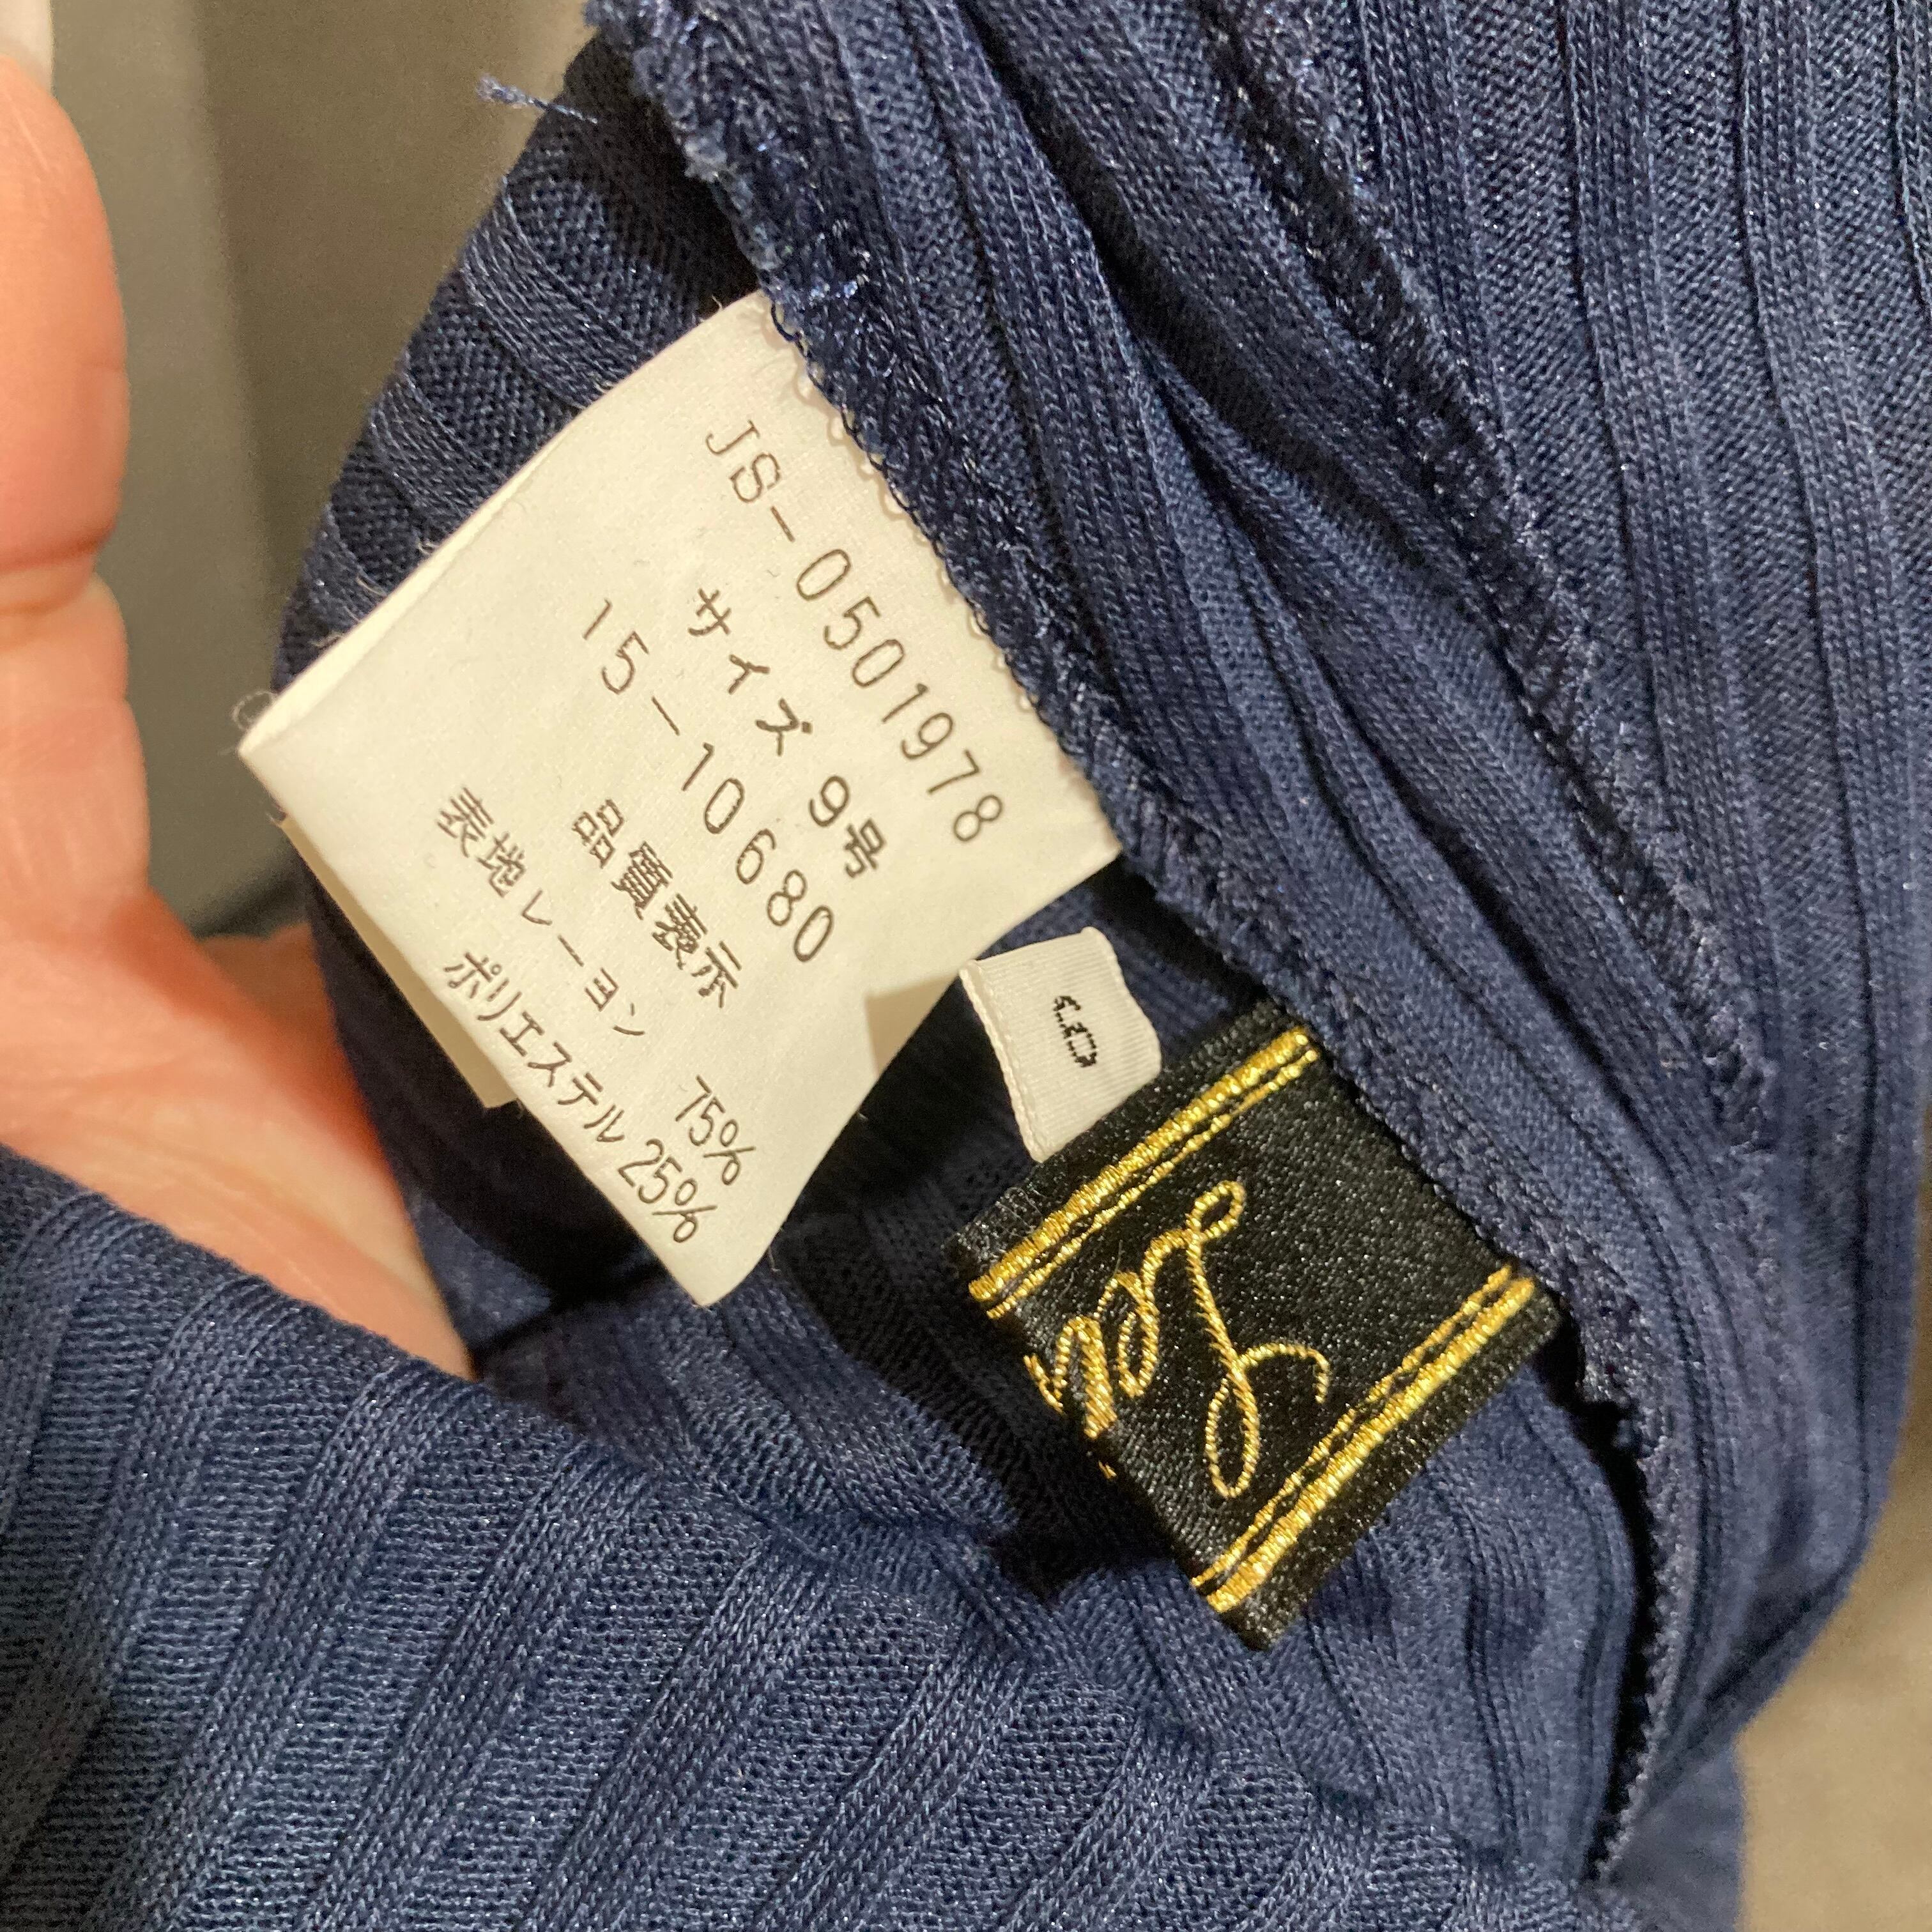 JS-0501978
サイズ 9号
15-10680
品質表示
表地レーヨン 75%
ポリエステル 25%
9